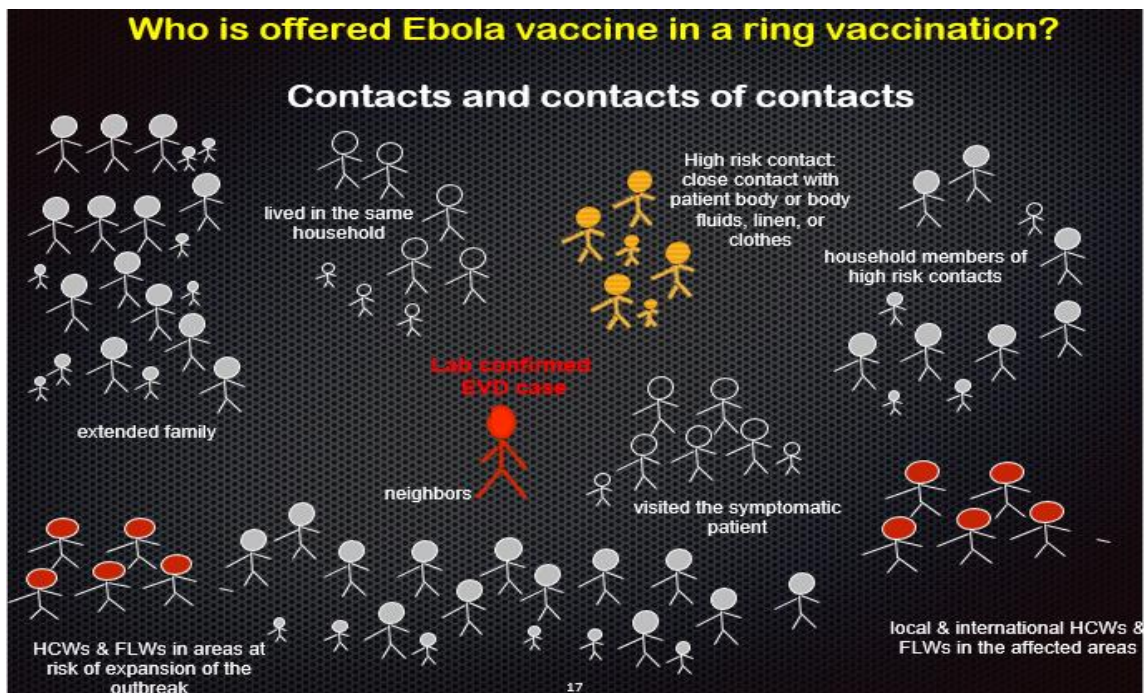 Who is offered Ebola vaccine in a ring vaccination?
Contacts and contacts of contacts
lived in the same
household
High risk contact:
close contact with
patient body or body
fluids, linen, or
clothes
household members of
high risk contacts
Lab confirmed
EVD case
extended family
neighbors
visited the symptomatic
patient
HCWs & FLWs in areas at
risk of expansion of the
outbreak
local & international HCWs &
FLWs in the affected areas
17